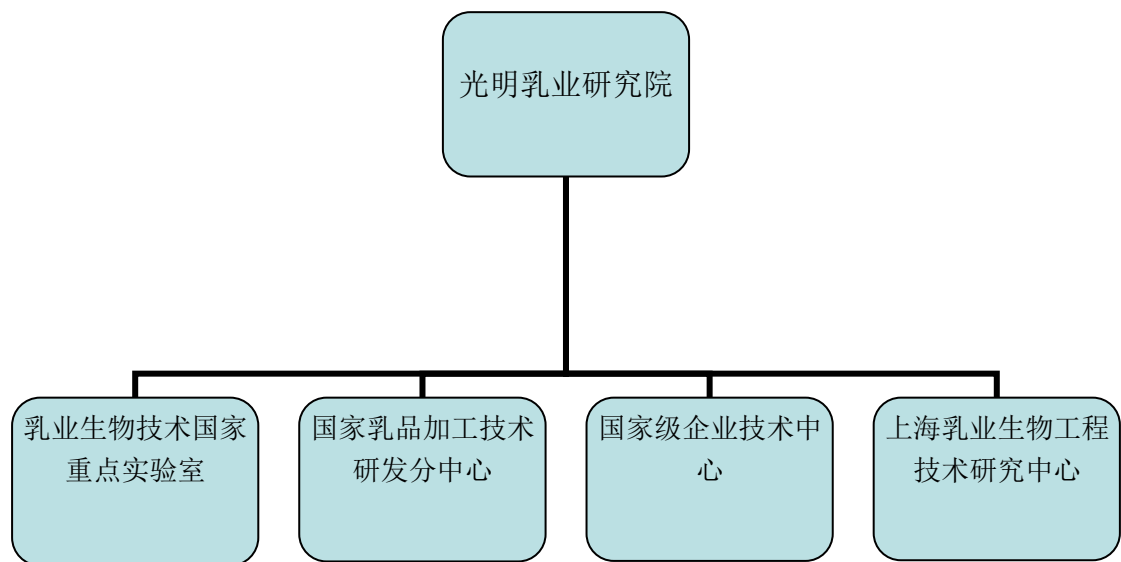 光明乳业研究院
乳业生物技术国家
重点实验室
国家乳品加工技术
研发分中心
国家级企业技术中
心
上海乳业生物工程
技术研究中心